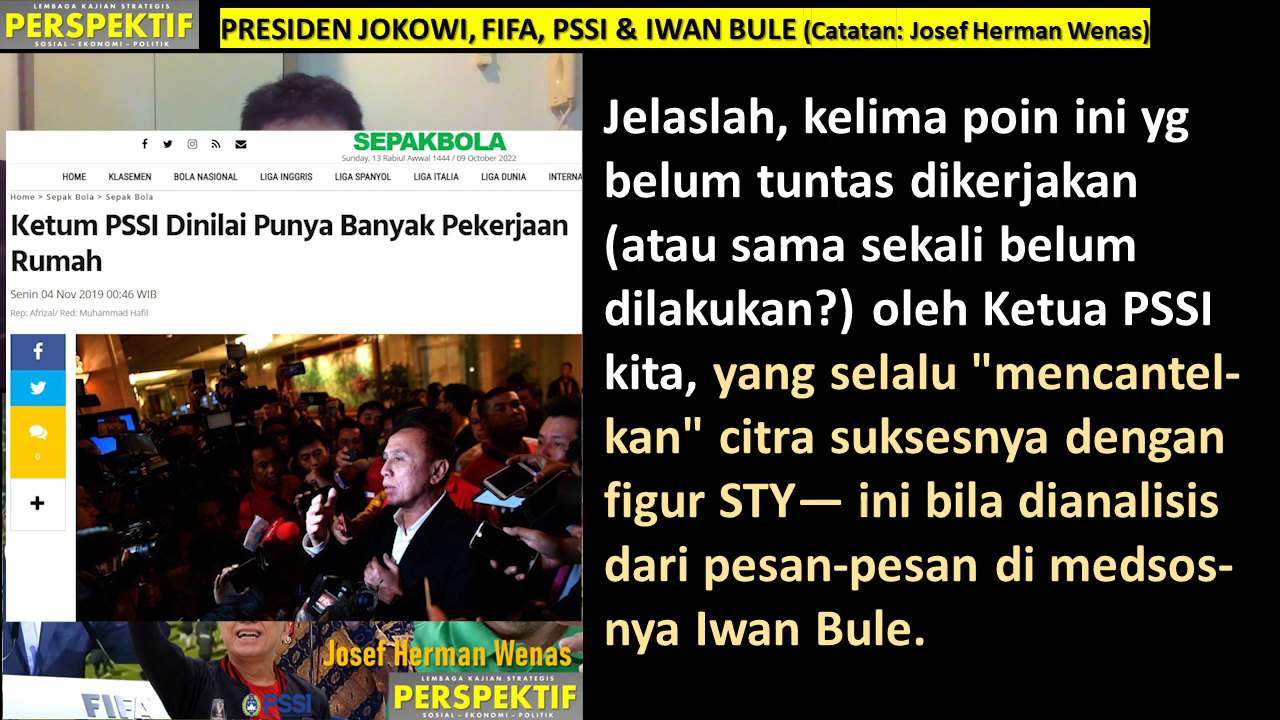 LEMBAGA KAJIAN STRATEGIS
PERSPEKTIF
SOSIAL – EKONOMI – POLITIK
PRESIDEN JOKOWI, FIFA, PSSI & IWAN BULE (Catatan: Josef Herman Wenas)
SEPAKBOLA
Sunday, 13 Rabiul Awwal 1444 / 09 October 2022
HOME KLASEMEN BOLA NASIONAL LIGA INGGRIS LIGA SPANYOL LIGA ITALIA LIGA DUNIA INTERNA
Home > Sepak Bola > Sepak Bola
Ketum PSSI Dinilai Punya Banyak Pekerjaan
Rumah
Senin 04 Nov 2019 00:46 WIB
Rep: Afrizal/ Red: Muhammad Hafil
0
Josef Herman Wenas
FIFA
PSSI
LEMBAGA KAJIAN STRATEGIS
PERSPEKTIF
SOSIAL – EKONOMI – POLITIK
Jelaslah, kelima poin ini yg
belum tuntas dikerjakan
(atau sama sekali belum
dilakukan?) oleh Ketua PSSI
kita, yang selalu "mencantel-
kan" citra suksesnya dengan
figur STY— ini bila dianalisis
dari pesan-pesan di medsos-
nya Iwan Bule.